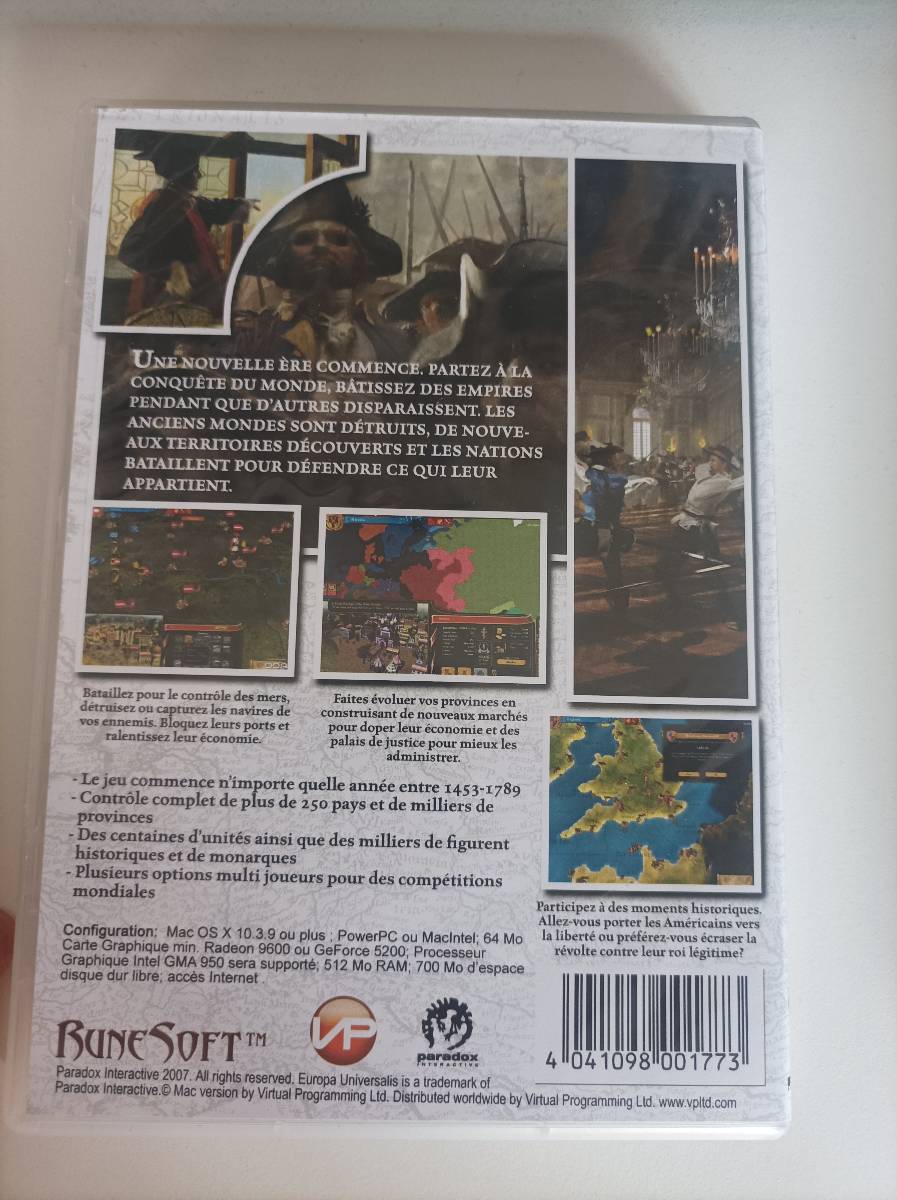 UNE NOUVELLE ÈRE COMMENCE. PARTEZ À LA
CONQUÊTE DU MONDE, BÂTISSEZ DES EMPIRES
PENDANT QUE D'AUTRES DISPARAISSENT. LES
ANCIENS MONDES SONT DÉTRUITS, DE NOUVE-
AUX TERRITOIRES DÉCOUVERTS ET LES NATIONS
BATAILLENT POUR DÉFENDRE CE QUI LEUR
APPARTIENT.
Bataillez pour le contrôle des mers,
détruisez ou capturez les navires de
vos ennemis. Bloquez leurs ports et
ralentissez leur économie.
Faites évoluer vos provinces en
construisant de nouveaux marchés
pour doper leur économie et des
palais de justice pour mieux les
administrer.
- Le jeu commence n'importe quelle année entre 1453-1789
- Contrôle complet de plus de 250 pays et de milliers de
provinces
- Des centaines d'unités ainsi que des milliers de figurent
historiques et de monarques
- Plusieurs options multi joueurs pour des compétitions
mondiales
Participez à des moments historiques.
Allez-vous porter les Américains vers
la liberté ou préférez-vous écraser la
révolte contre leur roi légitime?
Configuration: Mac OS X 10.3.9 ou plus ; PowerPC ou MacIntel; 64 Mo
Carte Graphique min. Radeon 9600 ou GeForce 5200; Processeur
Graphique Intel GMA 950 sera supporté; 512 Mo RAM; 700 Mo d'espace
disque dur libre; accès Internet .
RUNESOFT™
VP
paradox
INTERACTIVE
4 041098 001773
Paradox Interactive 2007. All rights reserved, Europa Universalis is a trademark of
Paradox Interactive.© Mac version by Virtual Programming Ltd. Distributed worldwide by Virtual Programming Ltd. www.vpltd.com